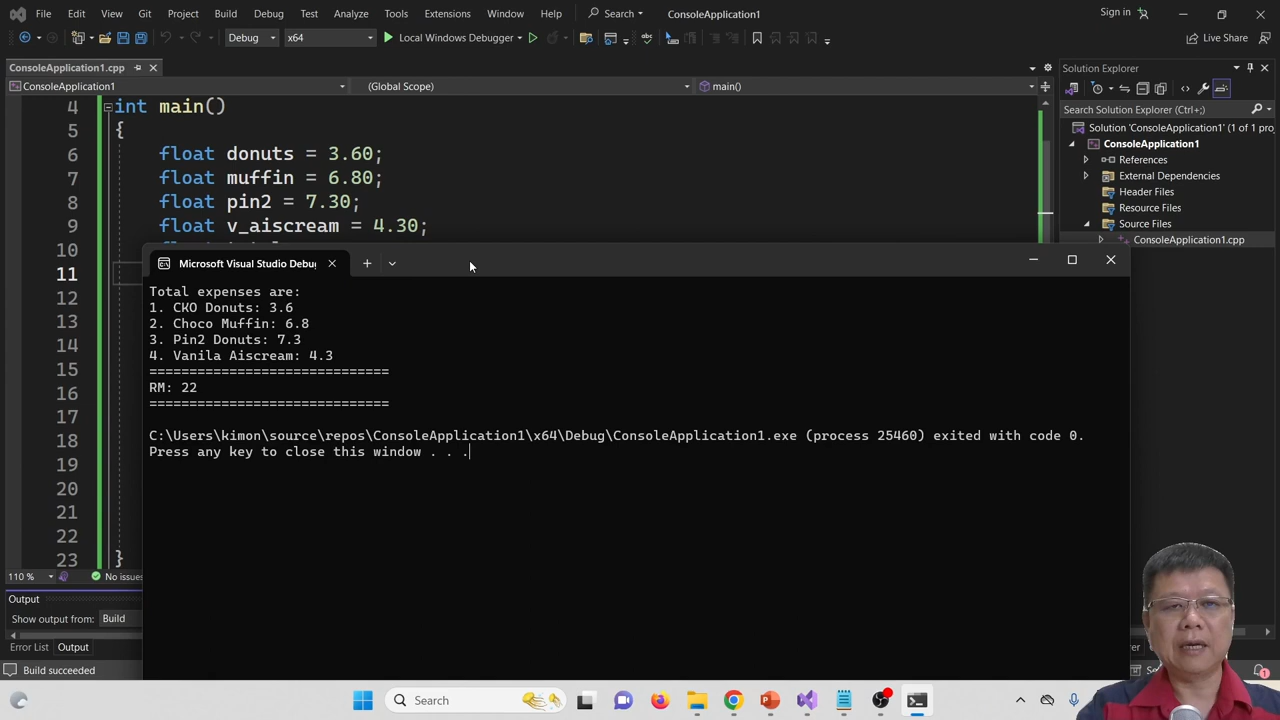 File Edit View Git Project Build Debug Test Analyze Tools Extensions Window Help Search ConsoleApplication1 Sign in
Debug x64 Local Windows Debugger Live Share
ConsoleApplication1.cpp
ConsoleApplication1 (Global Scope) main()
4 int main()
5 {
6 float donuts = 3.60;
7 float muffin = 6.80;
8 float pin2 = 7.30;
9 float v_aiscream = 4.30;
10
11
12
13
14
15
16
17
18
19
20
21
22
23 }
110 % No issues
Output
Show output from: Build
Error List Output
Build succeeded
Solution Explorer
Search Solution Explorer (Ctrl+;)
Solution 'ConsoleApplication1' (1 of 1 pro
ConsoleApplication1
References
External Dependencies
Header Files
Resource Files
Source Files
ConsoleApplication1.cpp
Microsoft Visual Studio Debug
Total expenses are:
1. CKO Donuts: 3.6
2. Choco Muffin: 6.8
3. Pin2 Donuts: 7.3
4. Vanila Aiscream: 4.3
==============================
RM: 22
==============================
C:\Users\kimon\source\repos\ConsoleApplication1\x64\Debug\ConsoleApplication1.exe (process 25460) exited with code 0.
Press any key to close this window . . .
Search